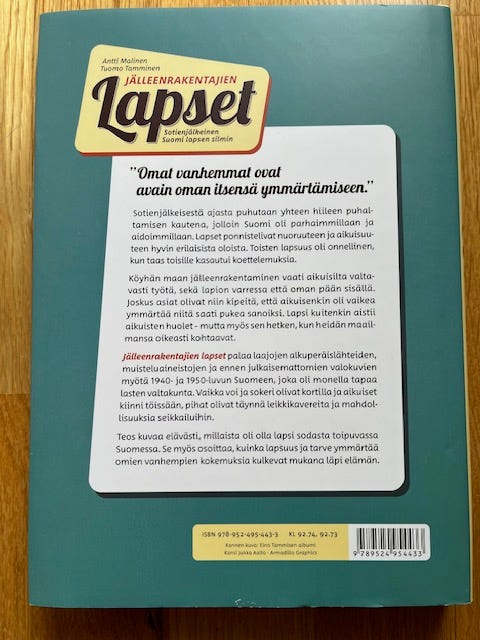 Antti Malinen
Tuomo Tamminen
JÄLLEENRAKENTAJIEN
Lapset
Sotienjälkeinen
Suomi lapsen silmin
”Omat vanhemmat ovat
avain oman itsensä ymmärtämiseen.”
Sotienjälkeisestä ajasta puhutaan yhteen hiileen puhal-
tamisen kautena, jolloin Suomi oli parhaimmillaan ja
aidoimmillaan. Lapset ponnistelivat nuoruuteen ja aikuisuu-
teen hyvin erilaisista oloista. Toisten lapsuus oli onnellinen,
kun taas toisille kasautui koettelemuksia.
Köyhän maan jälleenrakentaminen vaati aikuisilta valta-
vasti työtä, sekä lapion varressa että oman pään sisällä.
Joskus asiat olivat niin kipeitä, että aikuisenkin oli vaikea
ymmärtää niitä saati pukea sanoiksi. Lapsi kuitenkin aistii
aikuisten huolet – mutta myös sen hetken, kun heidän maail-
mansa oikeasti kohtaavat.
Jälleenrakentajien lapset palaa laajojen alkuperäislähteiden,
muisteluaineistojen ja ennen julkaisemattomien valokuvien
myötä 1940- ja 1950-luvun Suomeen, joka oli monella tapaa
lasten valtakunta. Vaikka voi ja sokeri olivat kortilla ja aikuiset
kiinni töissään, pihat olivat täynnä leikkikavereita ja mahdol-
lisuuksia seikkailuihin.
Teos kuvaa elävästi, millaista oli olla lapsi sodasta toipuvassa
Suomessa. Se myös osoittaa, kuinka lapsuus ja tarve ymmärtää
omien vanhempien kokemuksia kulkevat mukana läpi elämän.
ISBN 978-952-495-443-3 KL 92.74, 92.73
Kannen kuva: Eino Tammisen albumi
Kansi Jukka Aalto - Armadillo Graphics
9 789524 954433